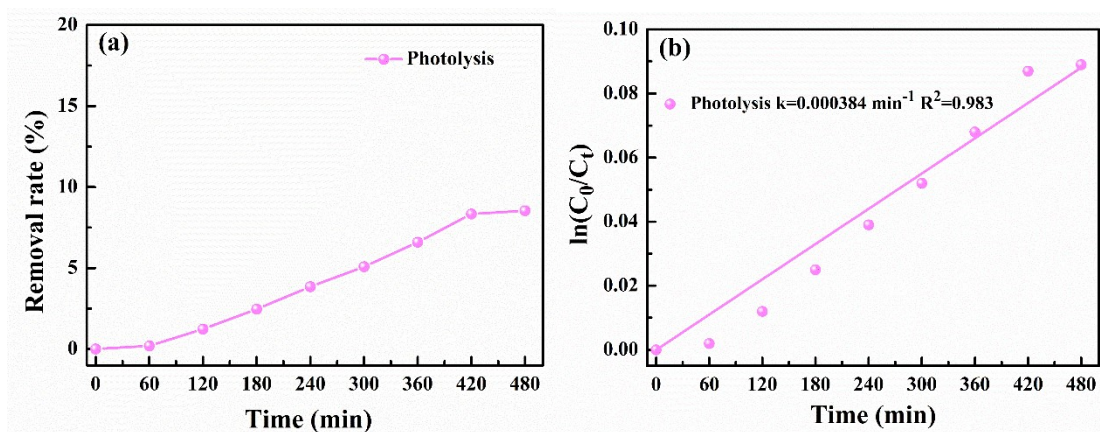 (a)
Photolysis
20
15
10
5
0
Removal rate (%)
0 60 120 180 240 300 360 420 480
Time (min)
(b)
Photolysis k=0.000384 min⁻¹ R²=0.983
0.10
0.08
0.06
0.04
0.02
0.00
ln(C₀/Cₜ)
0 60 120 180 240 300 360 420 480
Time (min)